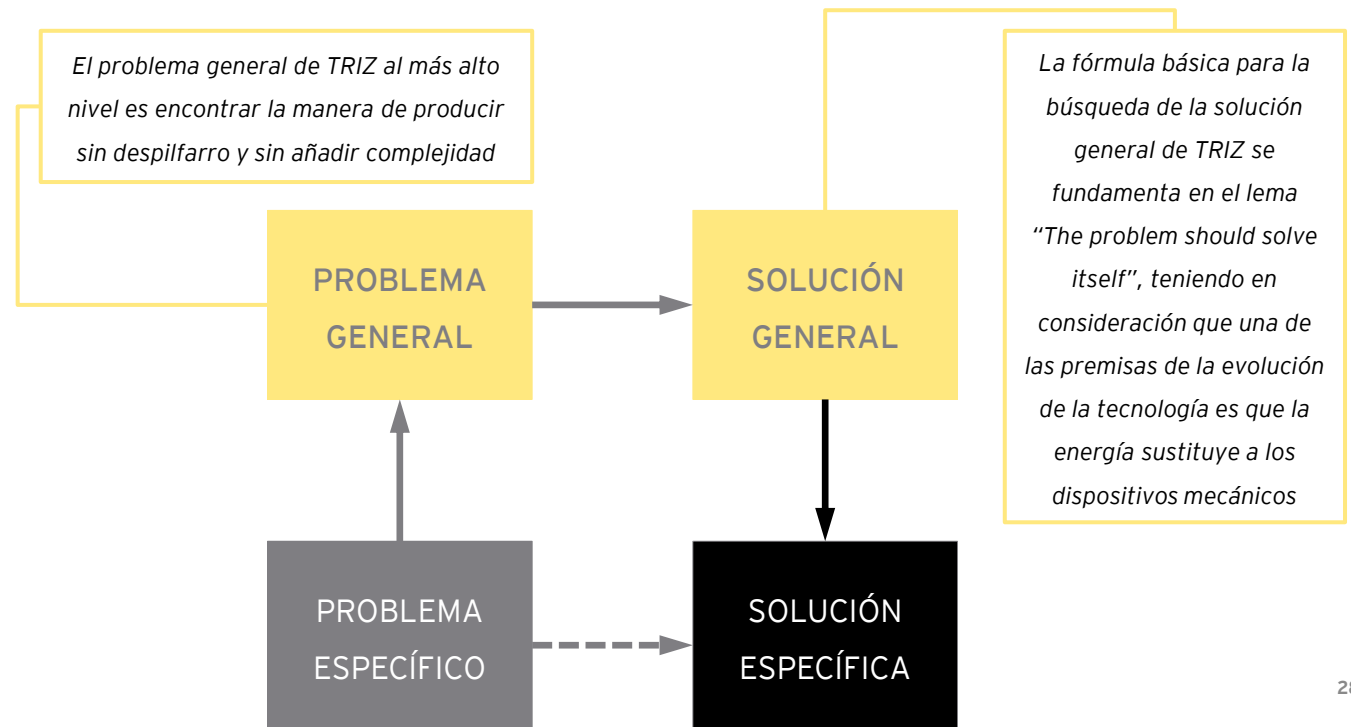 El problema general de TRIZ al más alto
nivel es encontrar la manera de producir
sin despilfarro y sin añadir complejidad
La fórmula básica para la
búsqueda de la solución
general de TRIZ se
fundamenta en el lema
“The problem should solve
itself”, teniendo en
consideración que una de
las premisas de la evolución
de la tecnología es que la
energía sustituye a los
dispositivos mecánicos
PROBLEMA
GENERAL
SOLUCIÓN
GENERAL
PROBLEMA
ESPECÍFICO
SOLUCIÓN
ESPECÍFICA
28